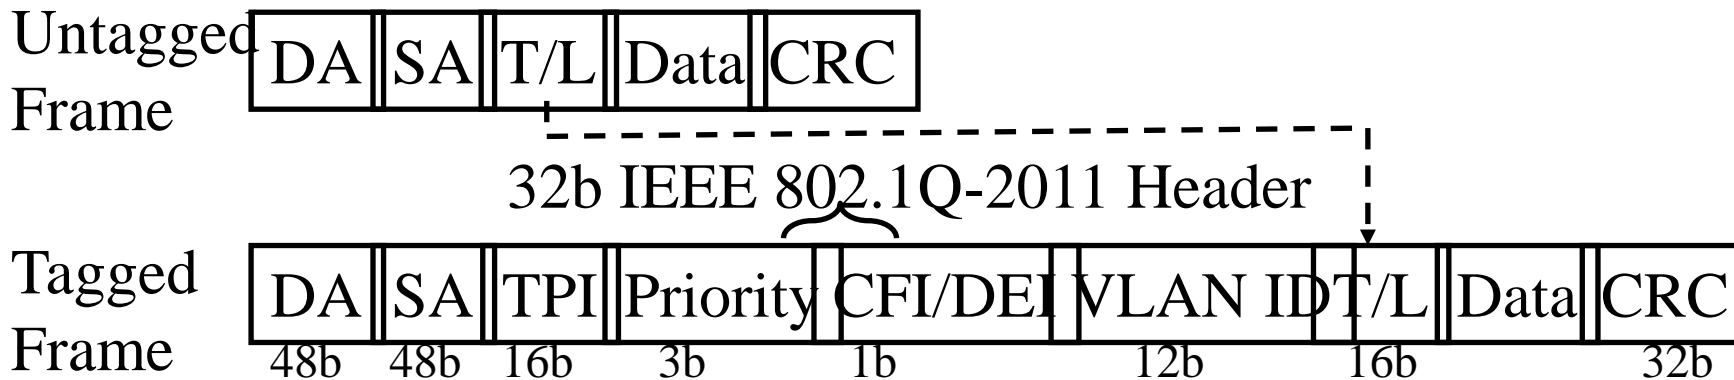 Untagged
Frame
DA SA T/L Data CRC
32b IEEE 802.1Q-2011 Header
Tagged
Frame
DA SA TPI Priority CFI/DEI VLAN ID T/L Data CRC
48b 48b 16b 3b 1b 12b 16b 32b